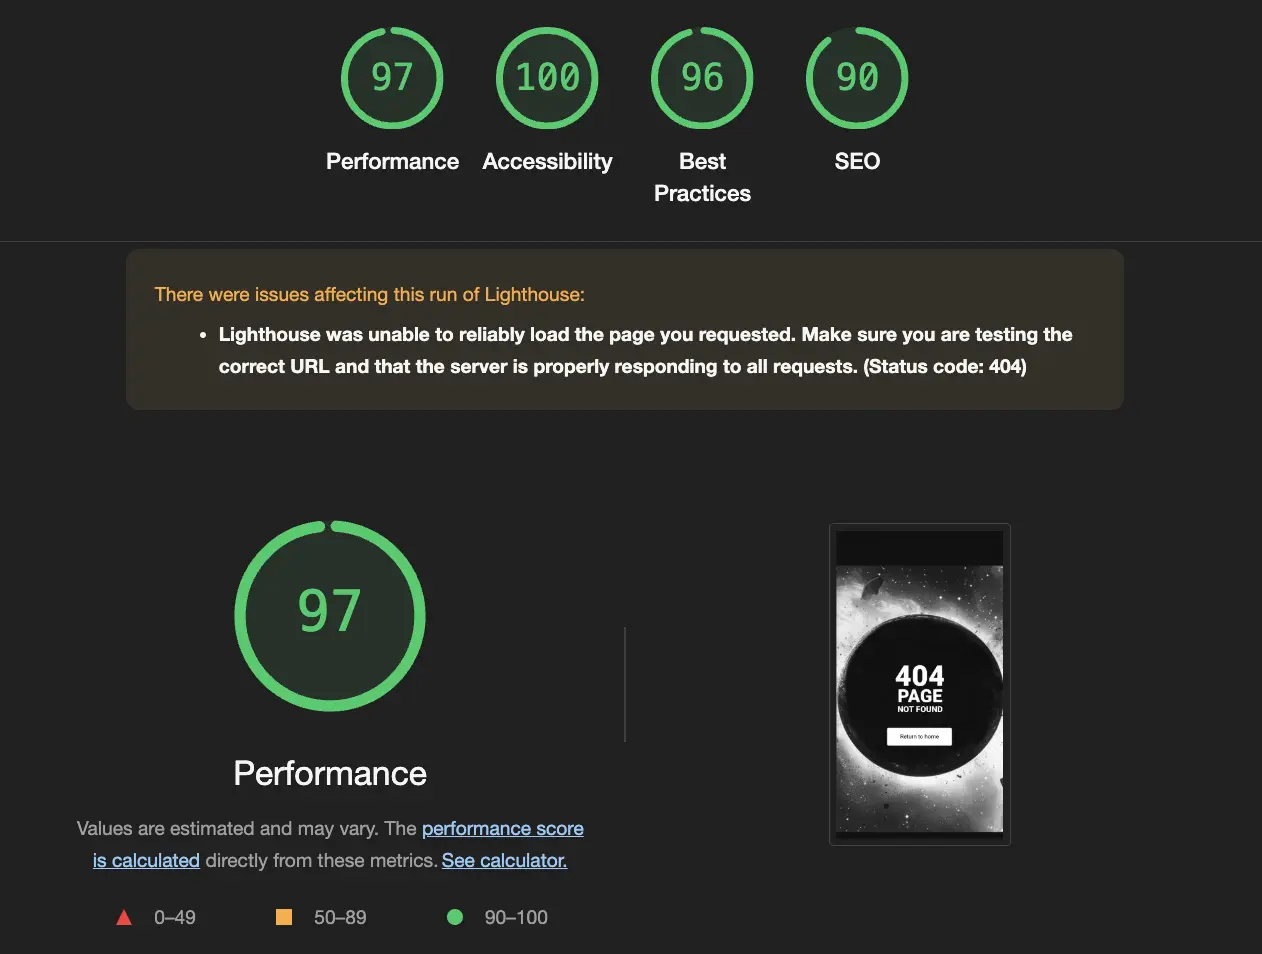 97
100
96
90
Performance
Accessibility
Best
Practices
SEO
There were issues affecting this run of Lighthouse:
• Lighthouse was unable to reliably load the page you requested. Make sure you are testing the
correct URL and that the server is properly responding to all requests. (Status code: 404)
97
Performance
Values are estimated and may vary. The performance score
is calculated directly from these metrics. See calculator.
0–49
50–89
90–100
404
PAGE
NOT FOUND
Return to home